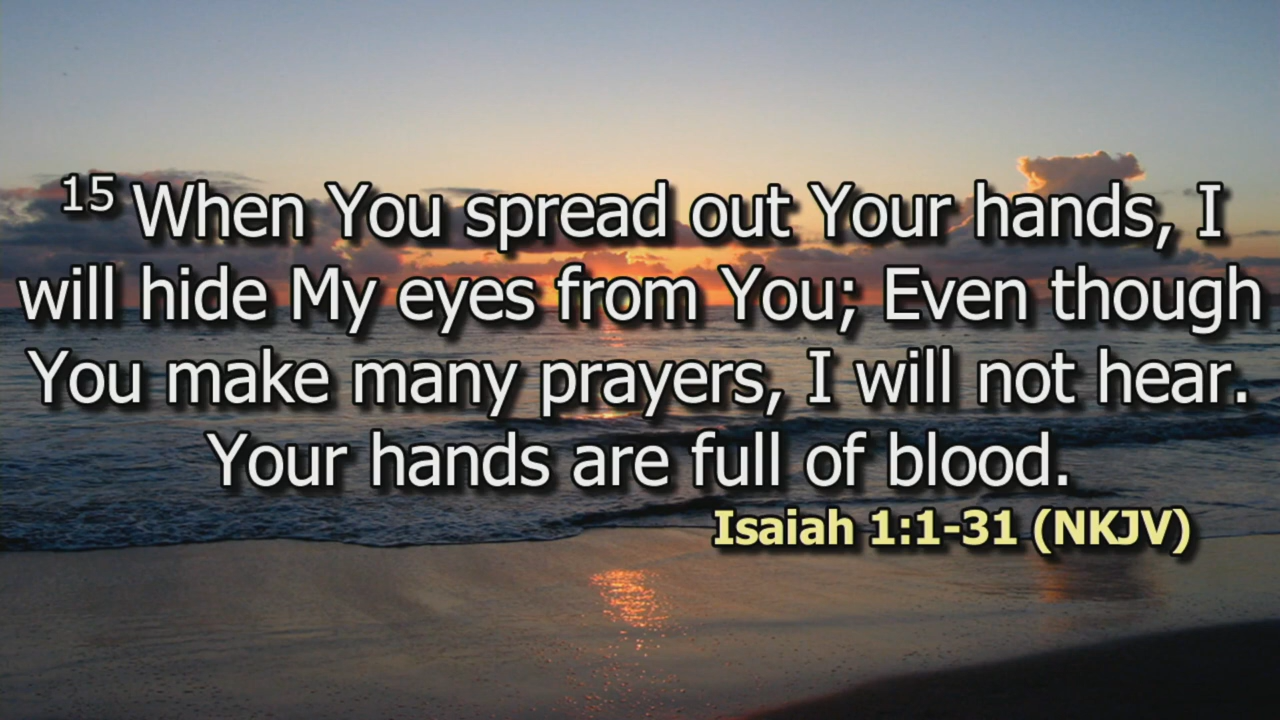 15 When You spread out Your hands, I
will hide My eyes from You; Even though
You make many prayers, I will not hear.
Your hands are full of blood.
Isaiah 1:1-31 (NKJV)